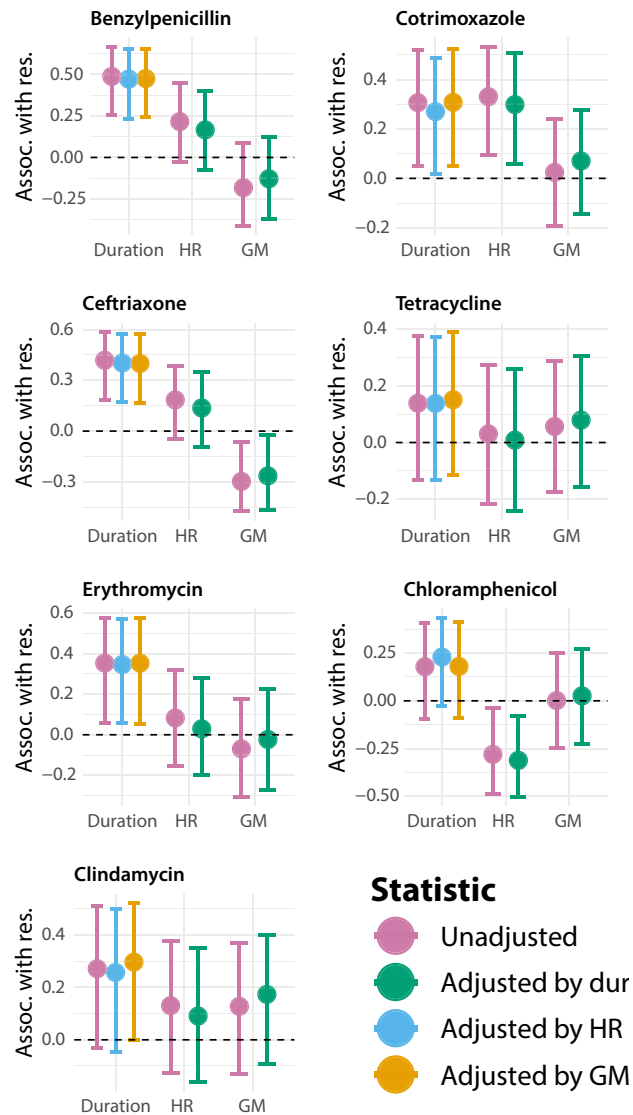 Benzylpenicillin
Assoc. with res.
0.50
0.25
0.00
−0.25
Duration HR GM
Cotrimoxazole
Assoc. with res.
0.4
0.2
0.0
−0.2
Duration HR GM
Ceftriaxone
Assoc. with res.
0.6
0.3
0.0
−0.3
Duration HR GM
Tetracycline
Assoc. with res.
0.4
0.2
0.0
−0.2
Duration HR GM
Erythromycin
Assoc. with res.
0.6
0.4
0.2
0.0
−0.2
Duration HR GM
Chloramphenicol
Assoc. with res.
0.25
0.00
−0.25
−0.50
Duration HR GM
Clindamycin
Assoc. with res.
0.4
0.2
0.0
Duration HR GM
Statistic
Unadjusted
Adjusted by dur
Adjusted by HR
Adjusted by GM